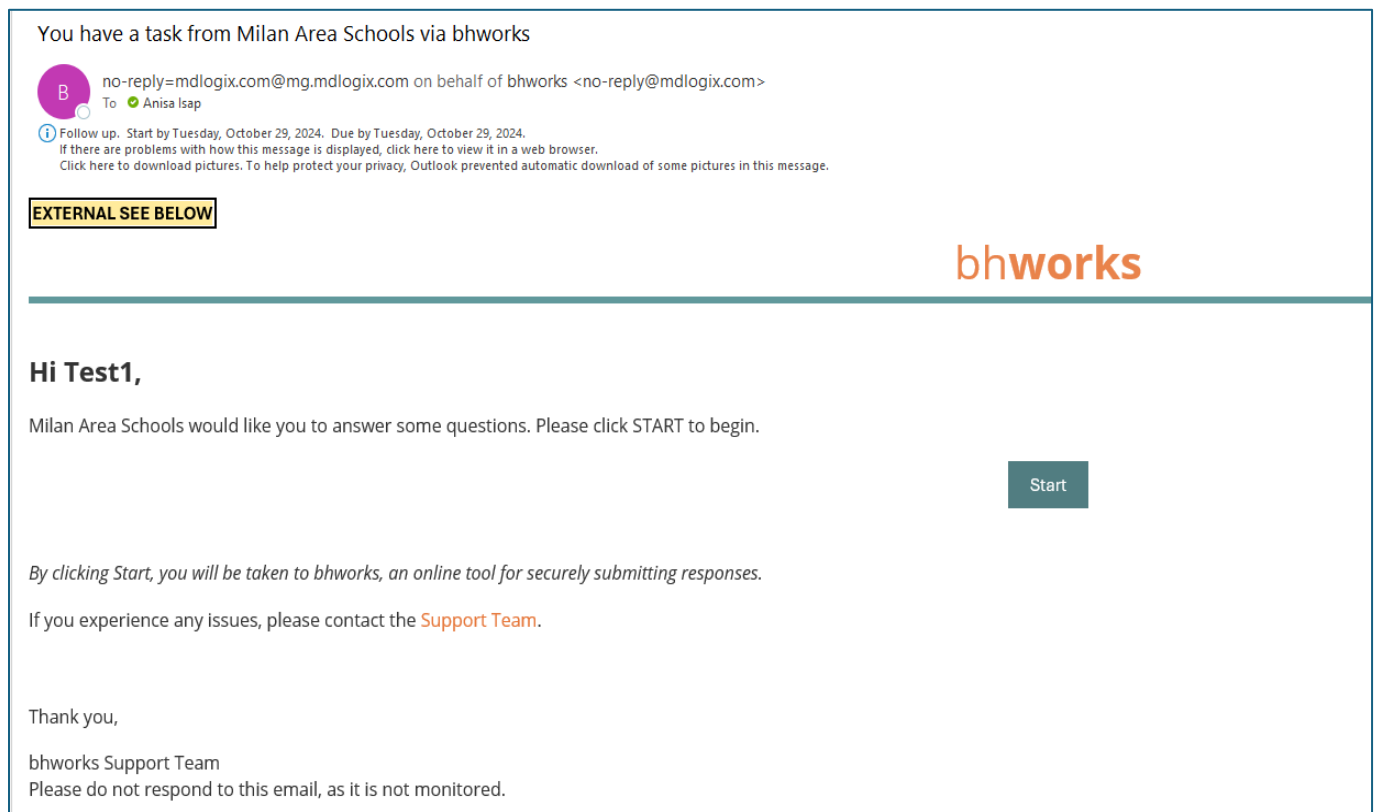 You have a task from Milan Area Schools via bhworks
B
no-reply=mdlogix.com@mg.mdlogix.com on behalf of bhworks <no-reply@mdlogix.com>
To Anisa Isap
Follow up. Start by Tuesday, October 29, 2024. Due by Tuesday, October 29, 2024.
If there are problems with how this message is displayed, click here to view it in a web browser.
Click here to download pictures. To help protect your privacy, Outlook prevented automatic download of some pictures in this message.
EXTERNAL SEE BELOW
bhworks
Hi Test1,
Milan Area Schools would like you to answer some questions. Please click START to begin.
Start
By clicking Start, you will be taken to bhworks, an online tool for securely submitting responses.
If you experience any issues, please contact the Support Team.
Thank you,
bhworks Support Team
Please do not respond to this email, as it is not monitored.